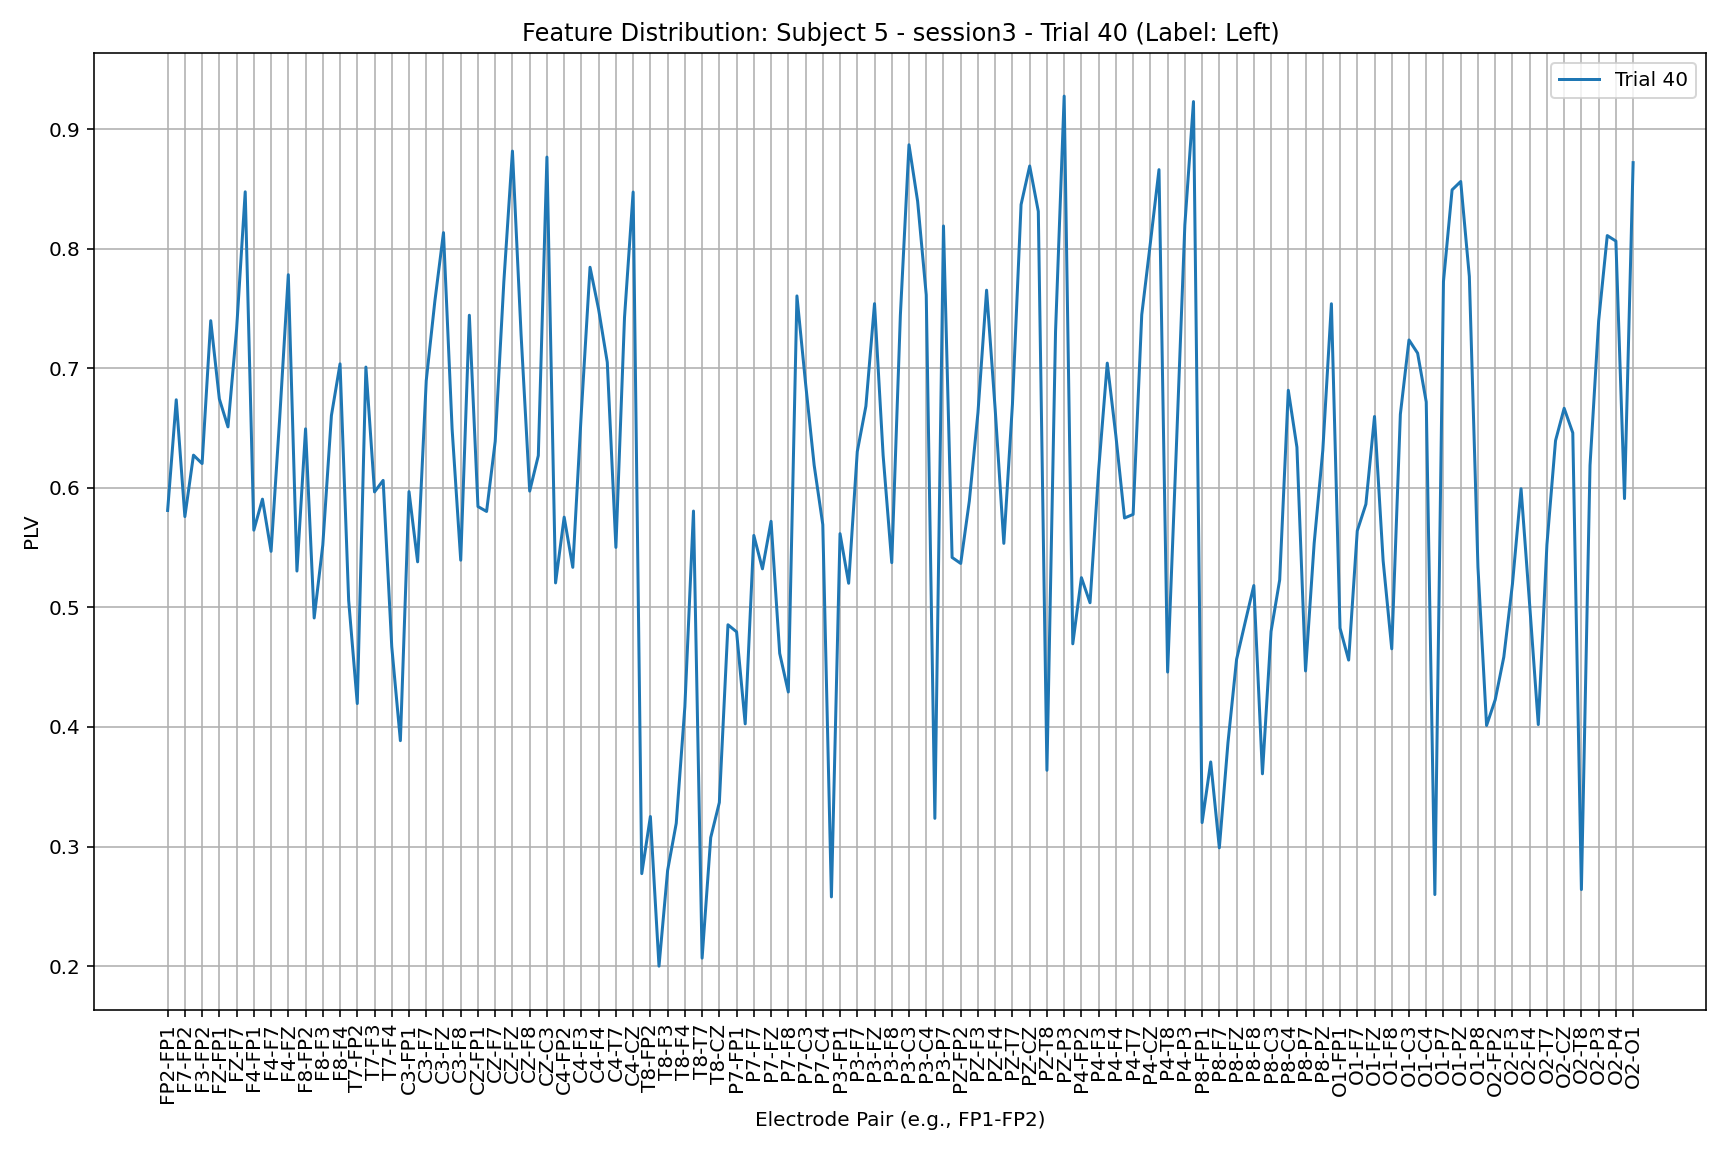 Feature Distribution: Subject 5 - session3 - Trial 40 (Label: Left)
Trial 40
PLV
0.9
0.8
0.7
0.6
0.5
0.4
0.3
0.2
FP2-FP1
F7-FP2
F3-FP2
FZ-FP1
FZ-F7
F4-FP1
F4-F7
F4-FZ
F8-FP2
F8-F3
F8-F4
T7-FP2
T7-F3
T7-F4
C3-FP1
C3-F7
C3-FZ
C3-F8
CZ-FP1
CZ-F7
CZ-FZ
CZ-F8
CZ-C3
C4-FP2
C4-F3
C4-F4
C4-T7
C4-CZ
T8-FP2
T8-F3
T8-F4
T8-T7
T8-CZ
P7-FP1
P7-F7
P7-FZ
P7-F8
P7-C3
P7-C4
P3-FP1
P3-F7
P3-FZ
P3-F8
P3-C3
P3-C4
P3-P7
PZ-FP2
PZ-F3
PZ-F4
PZ-T7
PZ-CZ
PZ-T8
PZ-P3
P4-FP2
P4-F3
P4-F4
P4-T7
P4-CZ
P4-T8
P4-P3
P8-FP1
P8-F7
P8-FZ
P8-F8
P8-C3
P8-C4
P8-P7
P8-PZ
O1-FP1
O1-F7
O1-FZ
O1-F8
O1-C3
O1-C4
O1-P7
O1-PZ
O1-P8
O2-FP2
O2-F3
O2-F4
O2-T7
O2-CZ
O2-T8
O2-P3
O2-P4
O2-O1
Electrode Pair (e.g., FP1-FP2)